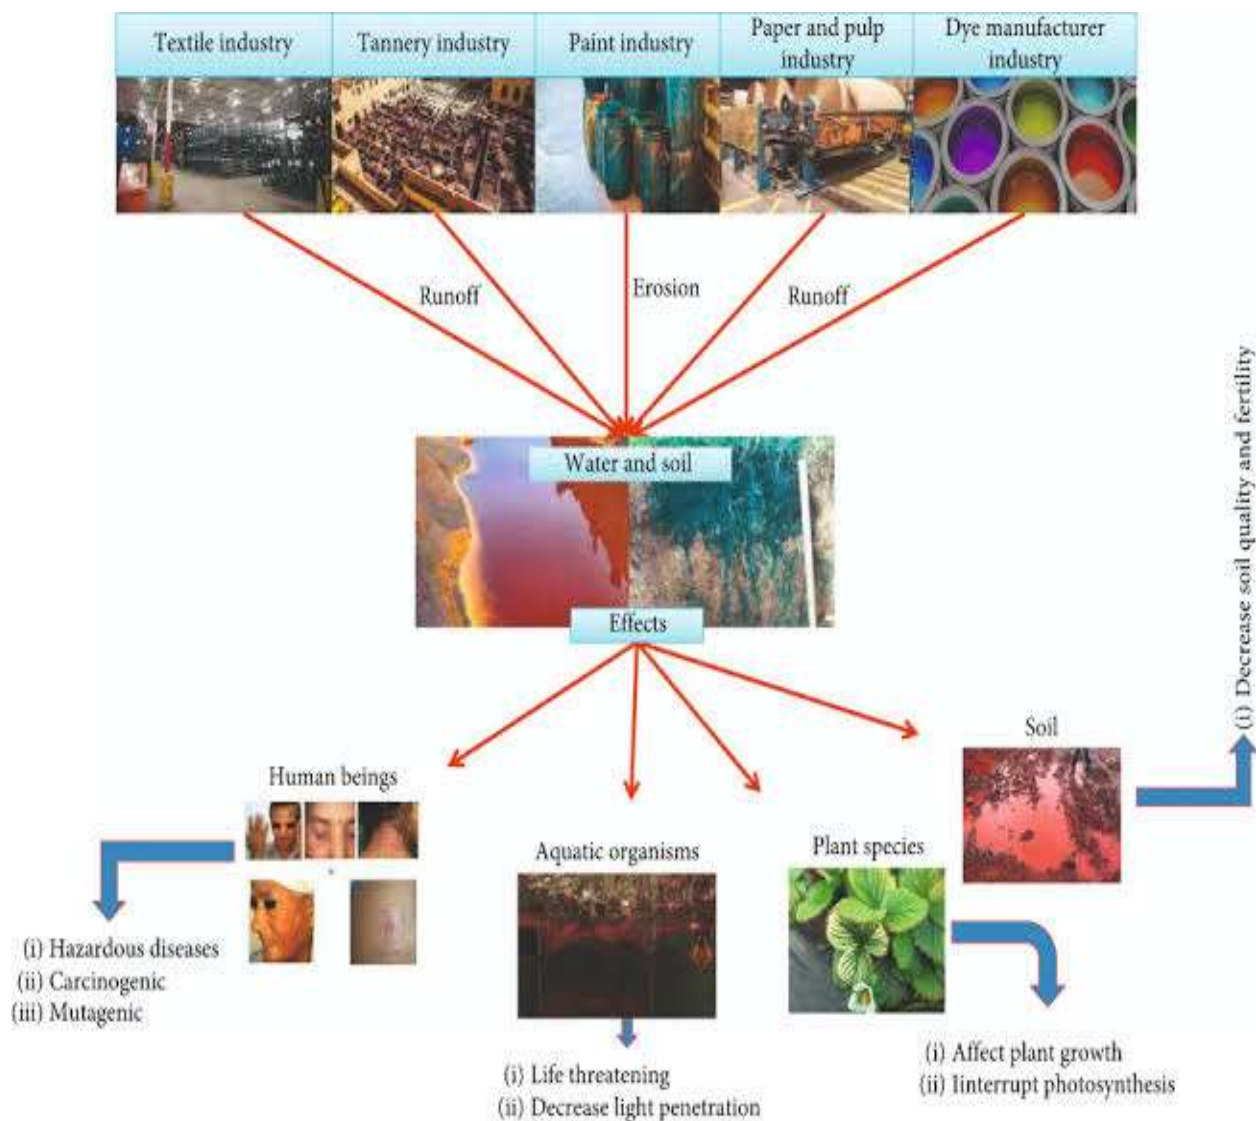 Textile industry
Tannery industry
Paint industry
Paper and pulp
industry
Dye manufacturer
industry
Runoff
Erosion
Runoff
Water and soil
Effects
Human beings
(i) Hazardous diseases
(ii) Carcinogenic
(iii) Mutagenic
Aquatic organisms
(i) Life threatening
(ii) Decrease light penetration
Plant species
(i) Affect plant growth
(ii) Iinterrupt photosynthesis
Soil
(i) Decrease soil quality and fertility